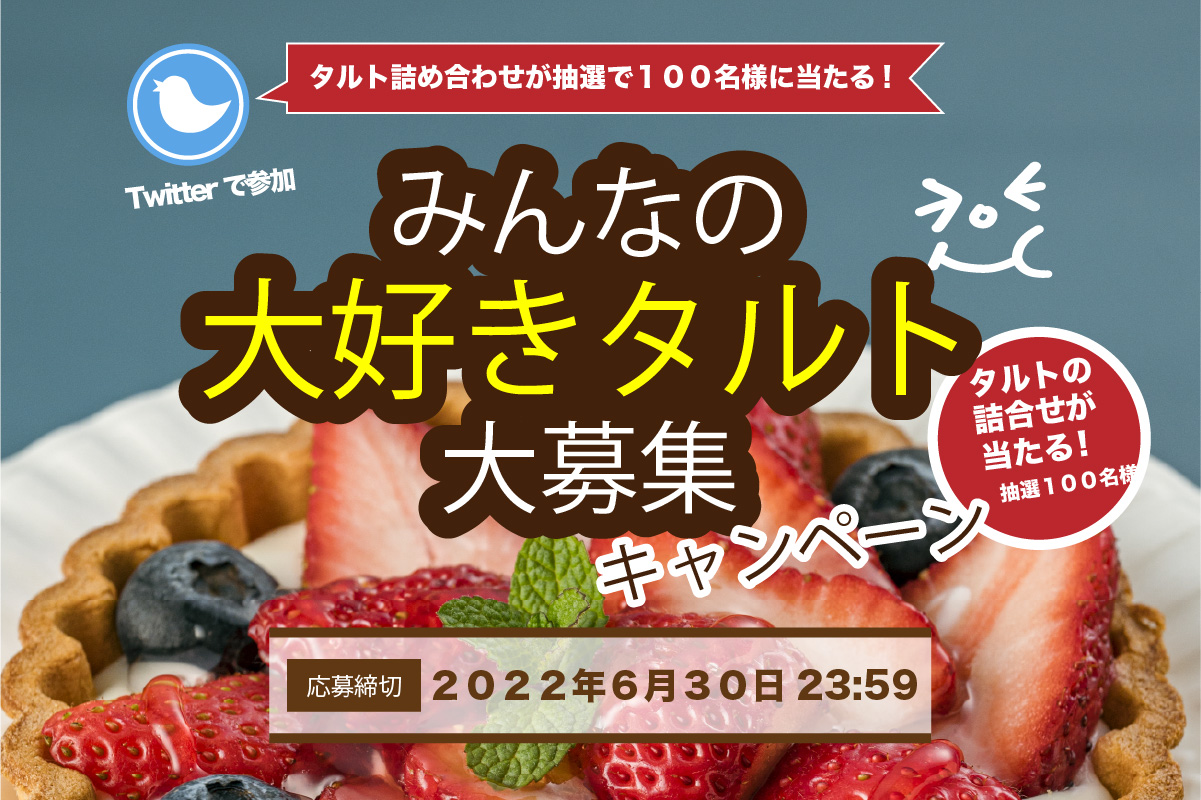 タルト詰め合わせが抽選で１００名様に当たる！
Twitterで参加
みんなの
大好きタルト
大募集
キャンペーン
タルトの
詰合せが
当たる！
抽選１００名様
応募締切 ２０２２年６月３０日 23:59